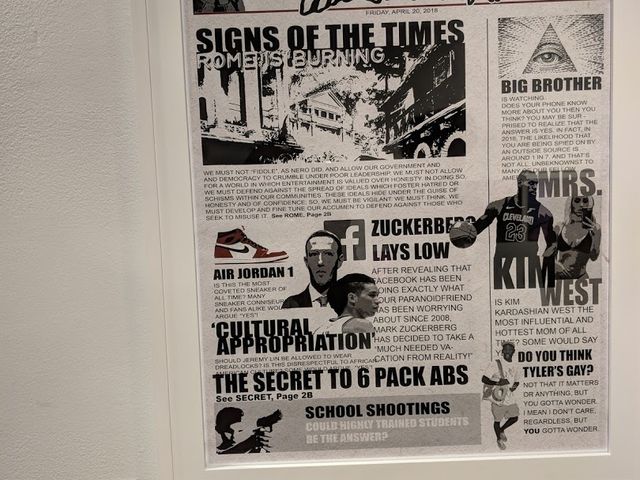 FRIDAY, APRIL 20, 2018
SIGNS OF THE TIMES
ROME IS BURNING
WE MUST NOT "FIDDLE", AS NERO DID, AND ALLOW OUR GOVERNMENT AND
AND DEMOCRACY TO CRUMBLE UNDER POOR LEADERSHIP. WE MUST NOT ALLOW
FOR A WORLD IN WHICH ENTERTAINMENT IS VALUED OVER HONESTY. IN DOING SO,
WE MUST DEFEND AGAINST THE SPREAD OF IDEALS WHICH FOSTER HATRED OR
SCHISMS WITHIN OUR COMMUNITIES. THESE IDEALS HIDE UNDER THE GUISE OF
HONESTY AND OF CONFIDENCE; SO, WE MUST BE VIGILANT. WE MUST THINK. WE
MUST DEVELOP AND FINE TUNE OUR ACCUMEN TO DEFEND AGAINST THOSE WHO
SEEK TO MISUSE IT. See ROME, Page 2B
AIR JORDAN 1
IS THIS THE MOST
COVETED SNEAKER OF
ALL TIME? MANY
SNEAKER CONNISEUR
AND FANS ALIKE WOU
ARGUE "YES!"
f
ZUCKERBERG
LAYS LOW
AFTER REVEALING THAT
FACEBOOK HAS BEEN
DOING EXACTLY WHAT
YOUR PARANOIDFRIEND
HAS BEEN WORRYING
ABOUT SINCE 2008,
MARK ZUCKERBERG
HAS DECIDED TO TAKE A
"MUCH NEEDED VA-
CATION FROM REALITY!"
'CULTURAL
APPROPRIATION'
SHOULD JEREMY LIN BE ALLOWED TO WEAR
DREADLOCKS? IS THIS DISRESPECTFUL TO AFRICAN
THE SECRET TO 6 PACK ABS
See SECRET, Page 2B
SCHOOL SHOOTINGS
COULD HIGHLY TRAINED STUDENTS
BE THE ANSWER?
BIG BROTHER
IS WATCHING.
DOES YOUR PHONE KNOW
MORE ABOUT YOU THEN YOU
THINK? YOU MAY BE SUR -
PRISED TO REALIZE THAT THE
ANSWER IS YES. IN FACT, IN
2018, THE LIKELIHOOD THAT
YOU ARE BEING SPIED ON BY
AN OUTSIDE SOURCE IS
AROUND 1 IN 7. AND THAT'S
NOT ALL. UNBEKNOWNST TO
MRS.
CLEVELAND
23
KIM
WEST
IS KIM
KARDASHIAN WEST THE
MOST INFLUENTIAL AND
HOTTEST MOM OF ALL
TIME? SOME WOULD SAY
DO YOU THINK
TYLER'S GAY?
NOT THAT IT MATTERS
OR ANYTHING, BUT
YOU GOTTA WONDER.
I MEAN I DON'T CARE,
REGARDLESS, BUT
YOU GOTTA WONDER.